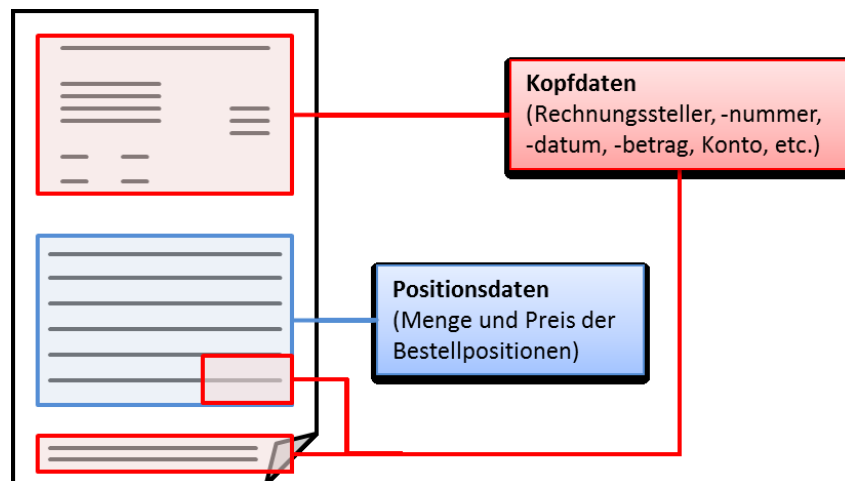 Kopfdaten
(Rechnungssteller, -nummer,
-datum, -betrag, Konto, etc.)
Positionsdaten
(Menge und Preis der
Bestellpositionen)